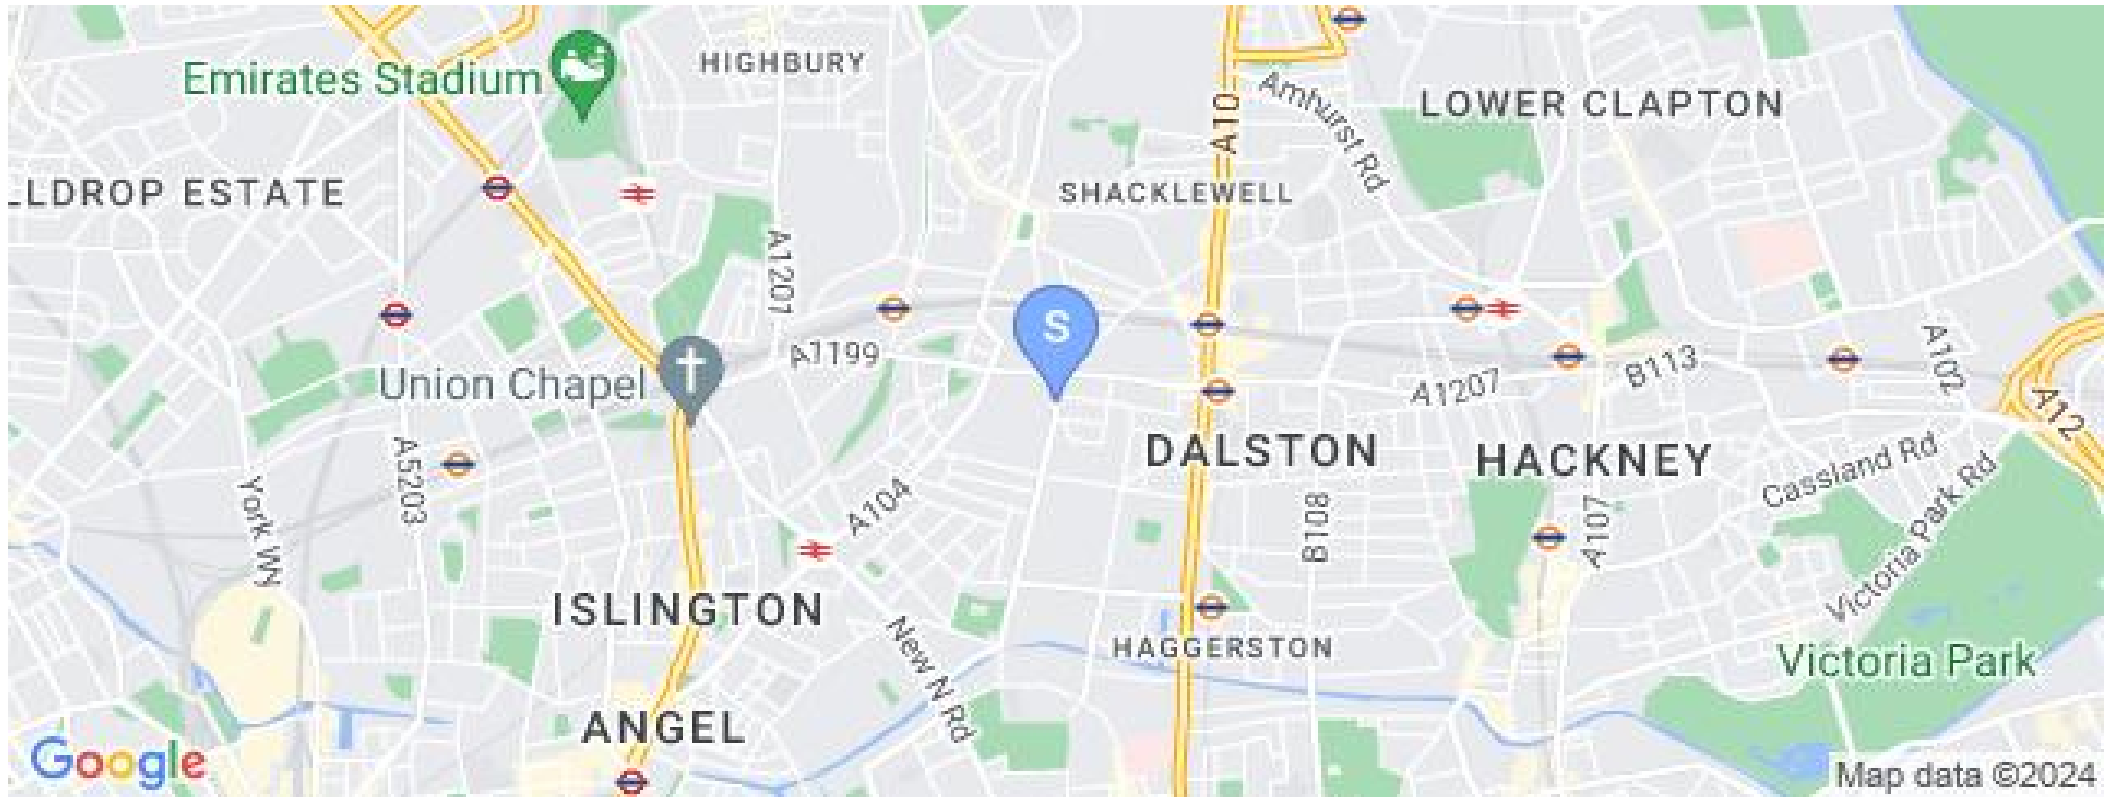 Emirates Stadium
HIGHBURY
A10
Amhurst Rd
LOWER CLAPTON
LLDROP ESTATE
SHACKLEWELL
A1207
S
A1199
Union Chapel
A1207
B113
A102
A12
A5203
York Wy
DALSTON
HACKNEY
Cassland Rd
Victoria Park Rd
A104
B108
A107
ISLINGTON
New N Rd
HAGGERSTON
Victoria Park
ANGEL
Google
Map data ©2024